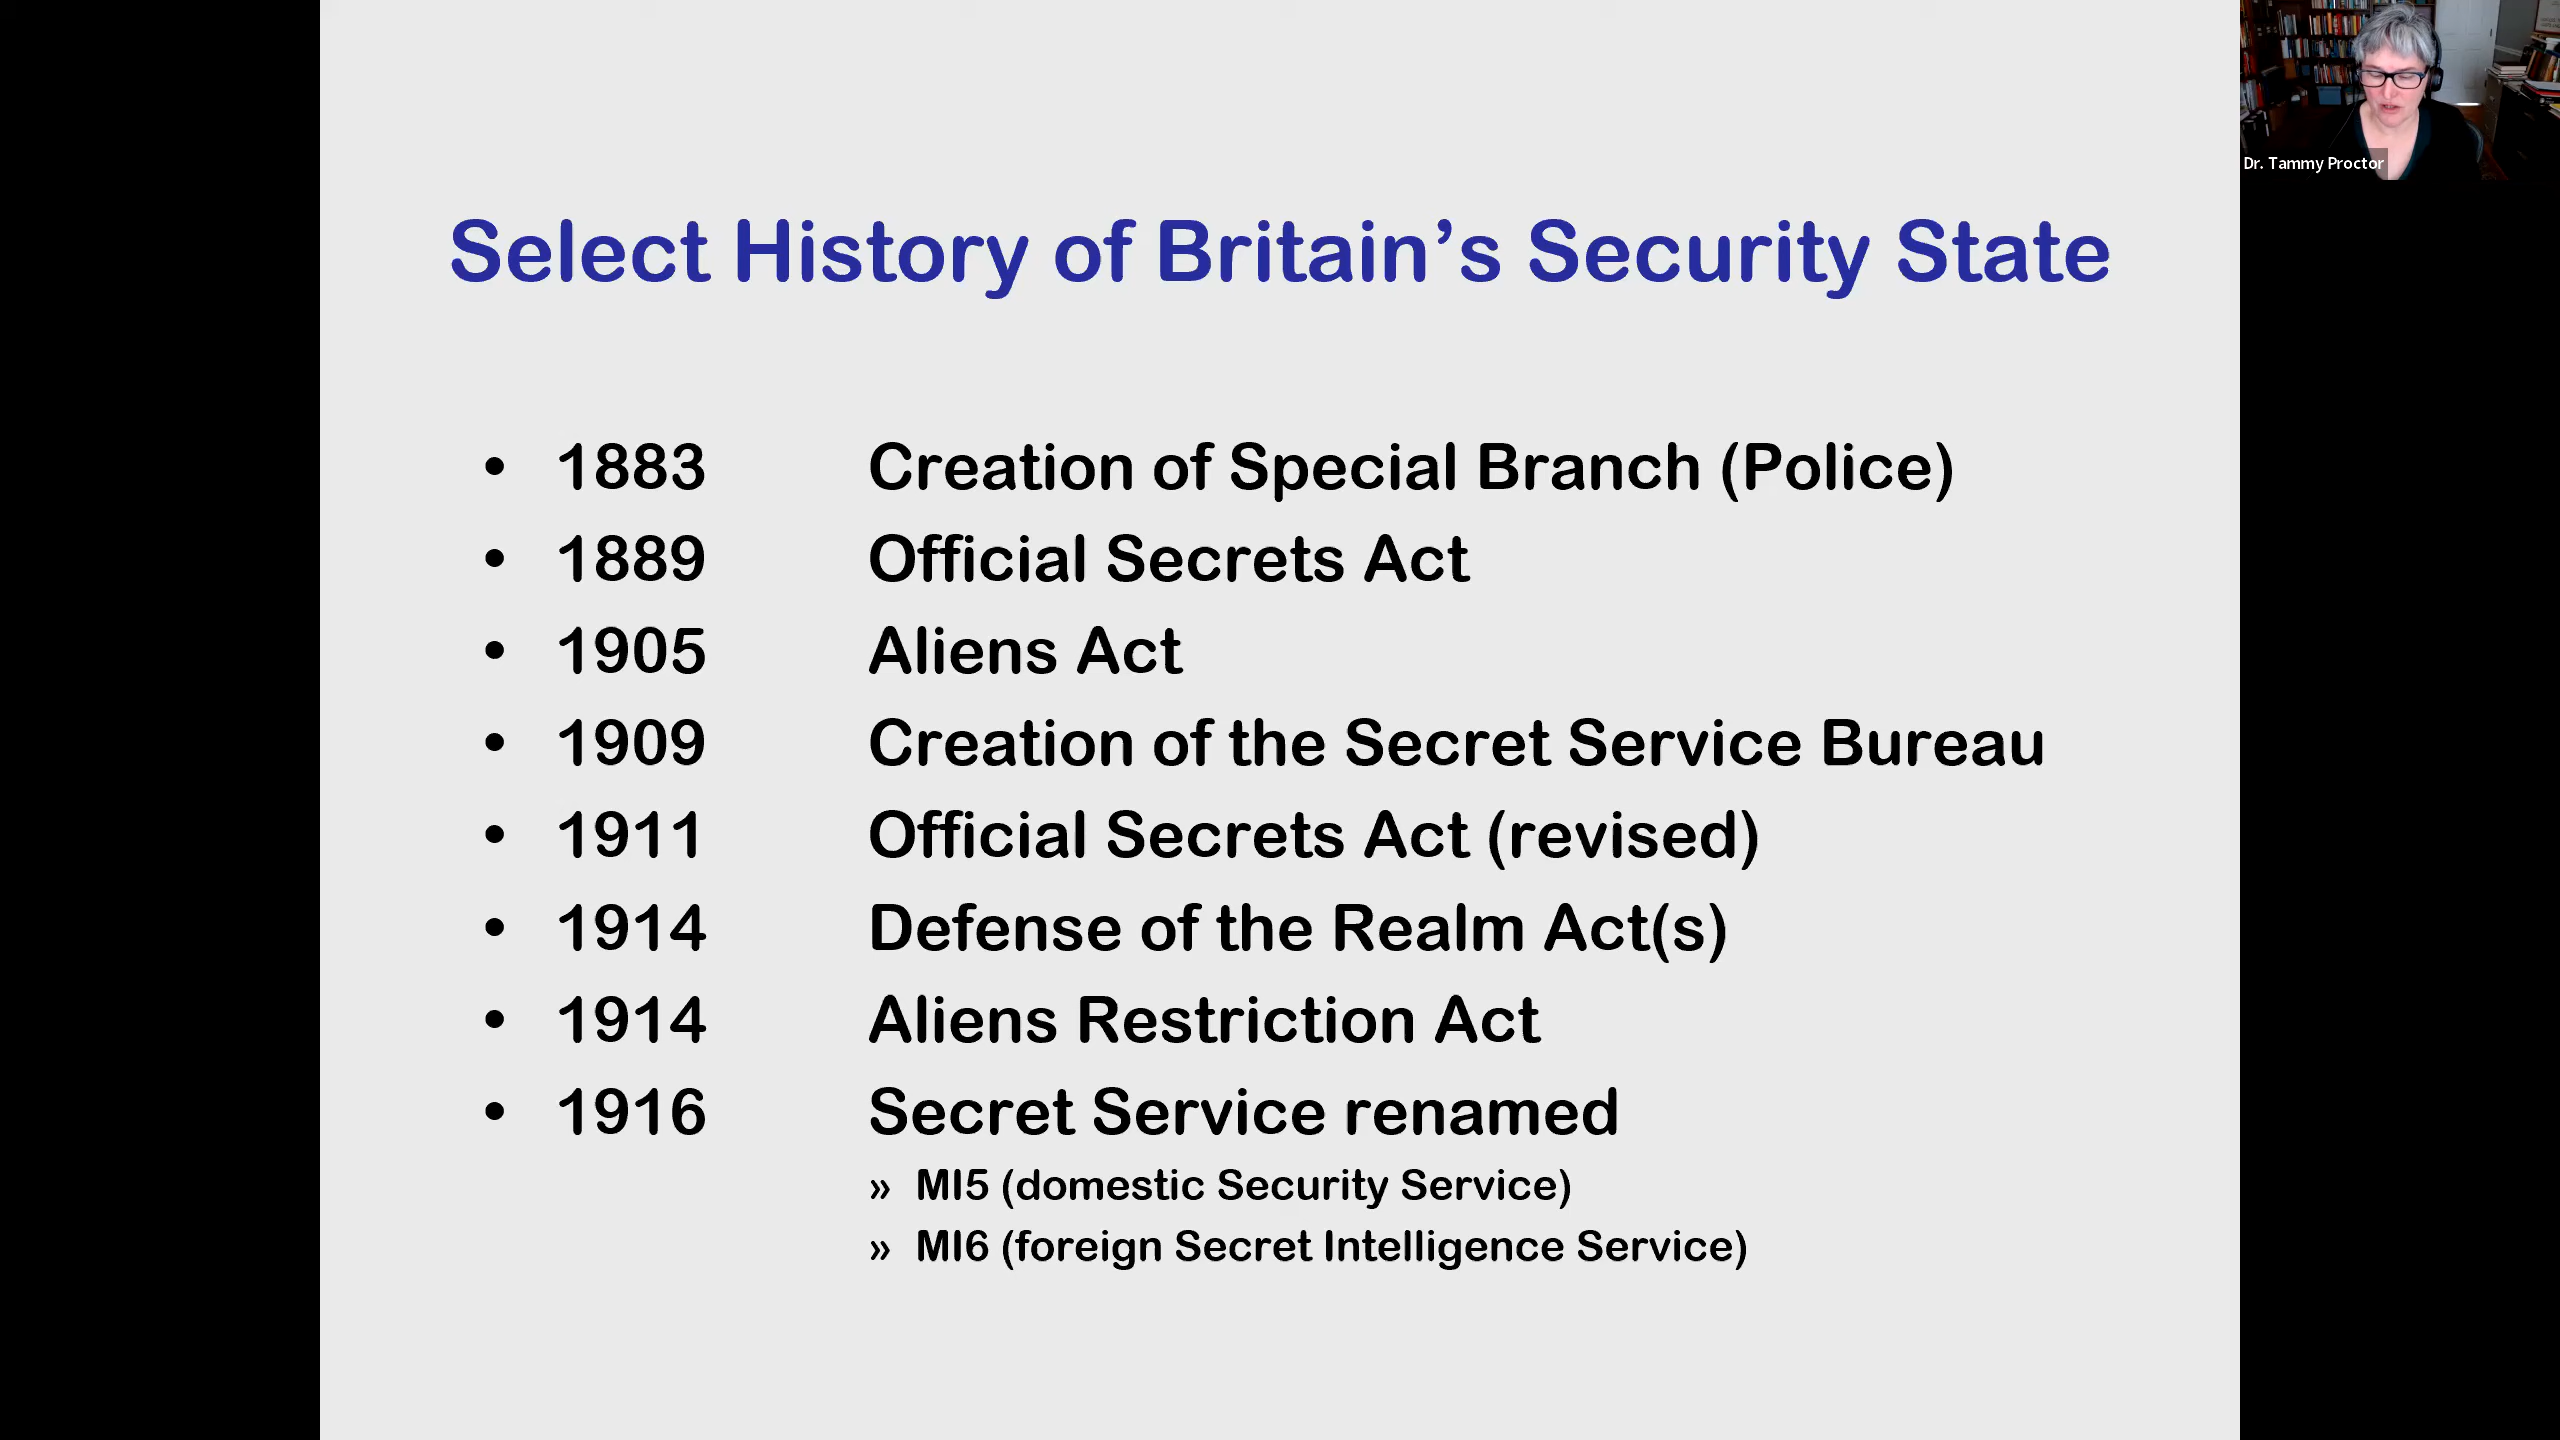 Select History of Britain’s Security State
• 1883 Creation of Special Branch (Police)
• 1889 Official Secrets Act
• 1905 Aliens Act
• 1909 Creation of the Secret Service Bureau
• 1911 Official Secrets Act (revised)
• 1914 Defense of the Realm Act(s)
• 1914 Aliens Restriction Act
• 1916 Secret Service renamed
» MI5 (domestic Security Service)
» MI6 (foreign Secret Intelligence Service)
Dr. Tammy Proctor